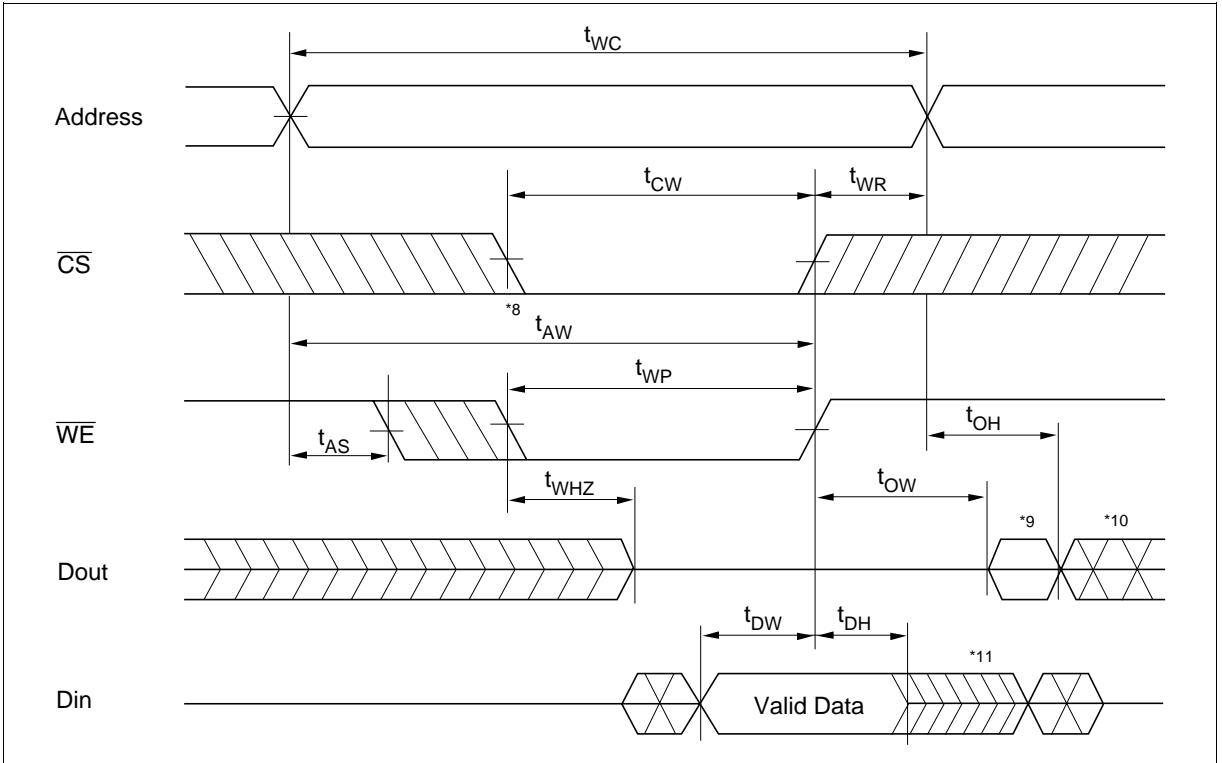 tWC
Address
tCW tWR
CS
*8
tAW
tWP
WE
tAS
tOH
tWHZ
tOW
*9 *10
Dout
tDW tDH
*11
Din
Valid Data